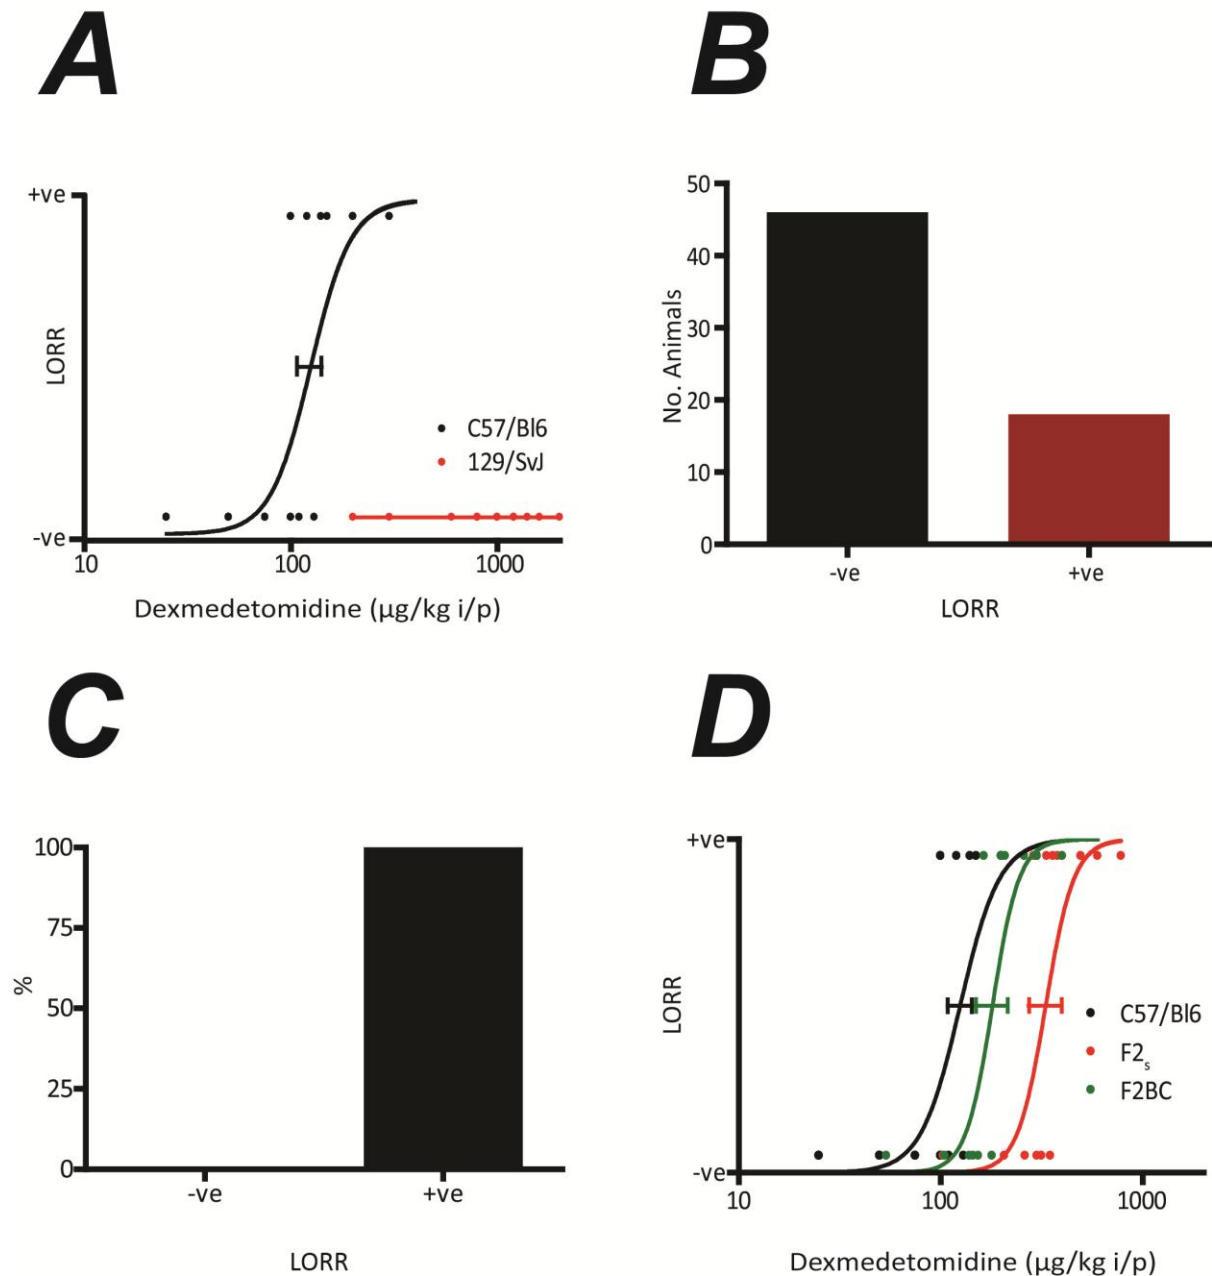 A
+ve
LORR
-ve
10
100
1000
C57/Bl6
129/SvJ
Dexmedetomidine (µg/kg i/p)
B
50
40
30
20
10
0
No. Animals
-ve
+ve
LORR
C
100
75
50
25
0
%
-ve
+ve
LORR
D
+ve
LORR
-ve
10
100
1000
C57/Bl6
F2s
F2BC
Dexmedetomidine (µg/kg i/p)